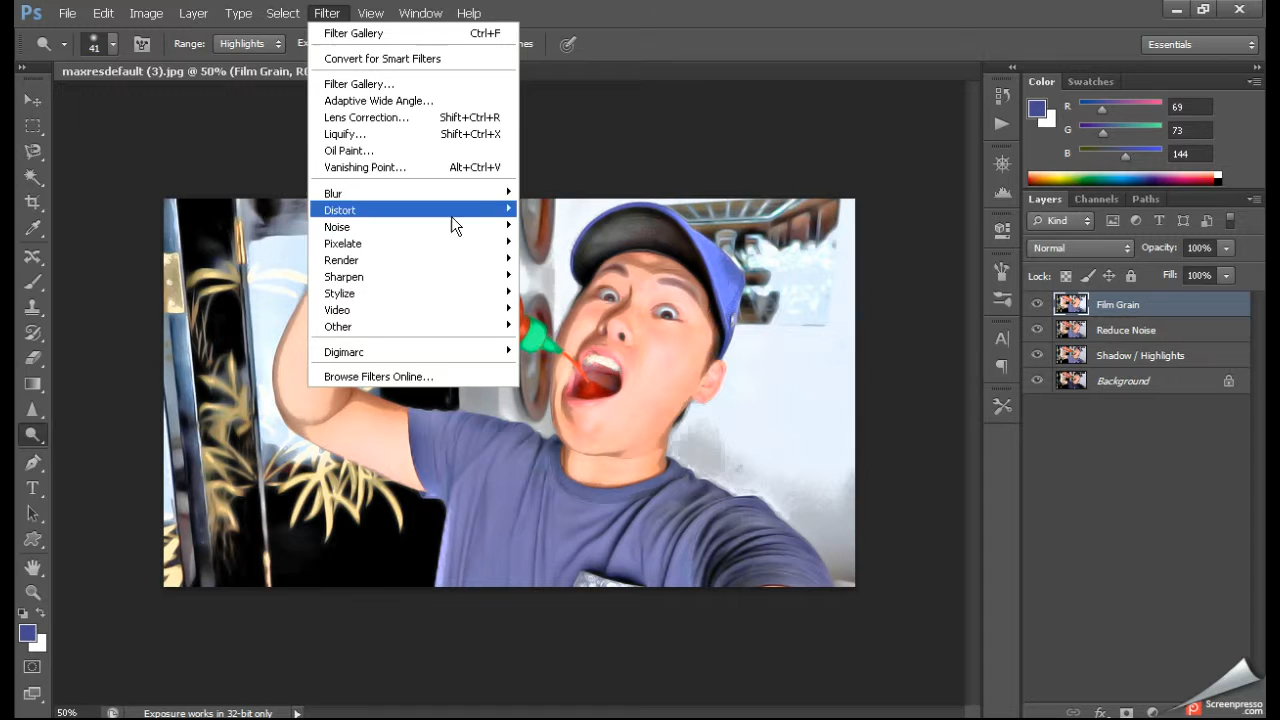 Ps File Edit Image Layer Type Select Filter View Window Help
41 Range: Highlights Essentials
maxresdefault (3).jpg @ 50% (Film Grain,
Filter Gallery Ctrl+F
Convert for Smart Filters
Filter Gallery...
Adaptive Wide Angle...
Lens Correction... Shift+Ctrl+R
Liquify... Shift+Ctrl+X
Oil Paint...
Vanishing Point... Alt+Ctrl+V
Blur
Distort
Noise
Pixelate
Render
Sharpen
Stylize
Video
Other
Digimarc
Browse Filters Online...
Color Swatches
R 69
G 73
B 144
Layers Channels Paths
Kind
Normal Opacity: 100%
Lock: Fill: 100%
Film Grain
Reduce Noise
Shadow / Highlights
Background
50% Exposure works in 32-bit only
Screenpresso
.com